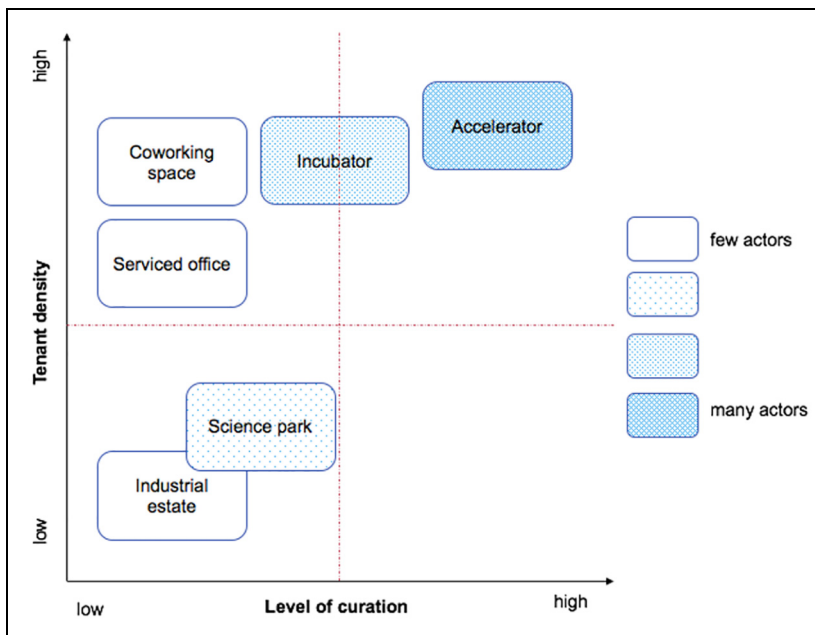 high
Accelerator
Coworking
space
Incubator
Serviced office
few actors
Tenant density
Science park
many actors
Industrial
estate
low
low
Level of curation
high